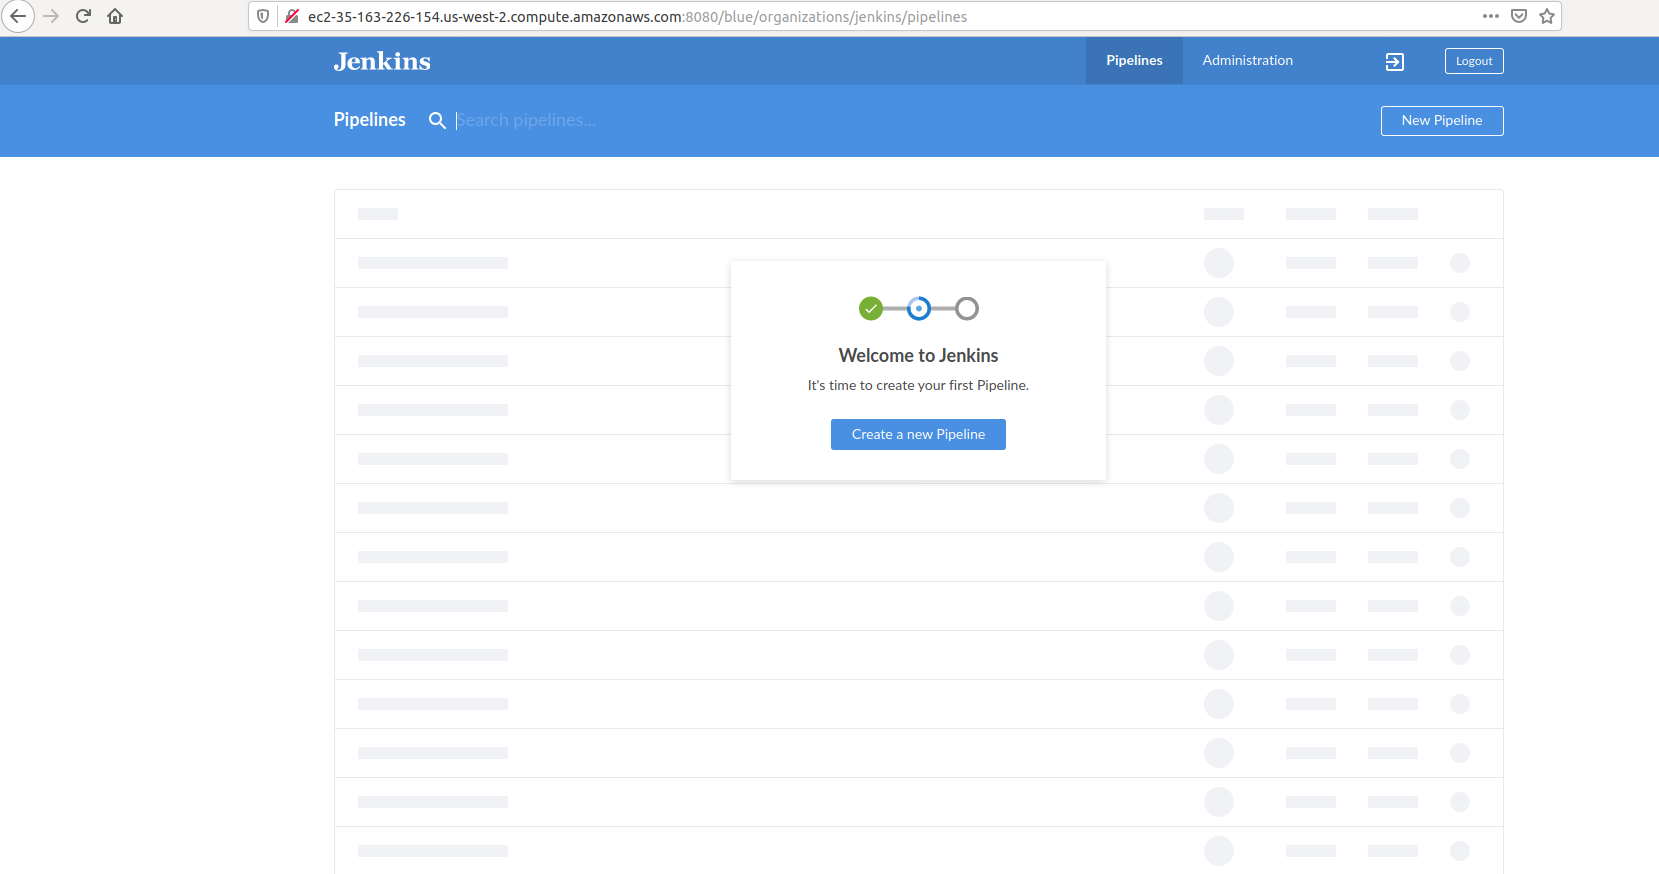 ec2-35-163-226-154.us-west-2.compute.amazonaws.com:8080/blue/organizations/jenkins/pipelines
Jenkins
Pipelines
Administration
Logout
Pipelines
Search pipelines...
New Pipeline
Welcome to Jenkins
It's time to create your first Pipeline.
Create a new Pipeline